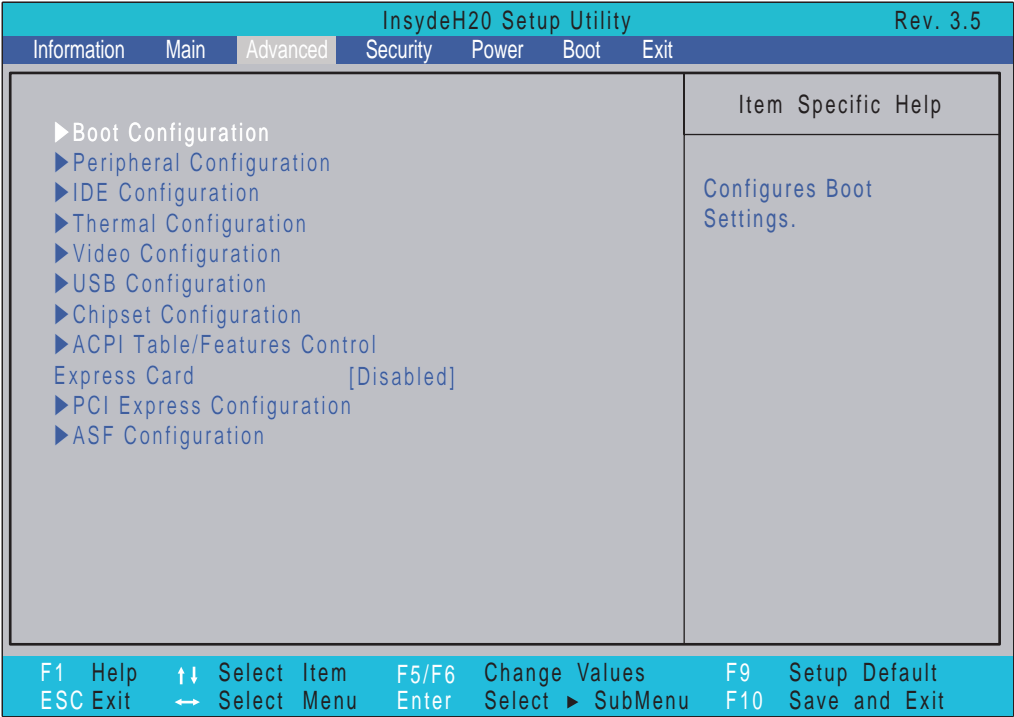 InsydeH20 Setup Utility Rev. 3.5
Information Main Advanced Security Power Boot Exit
Item Specific Help
▶Boot Configuration
▶Peripheral Configuration
▶IDE Configuration
▶Thermal Configuration
▶Video Configuration
▶USB Configuration
▶Chipset Configuration
▶ACPI Table/Features Control
Express Card [Disabled]
▶PCI Express Configuration
▶ASF Configuration
Configures Boot
Settings.
F1 Help ↑↓ Select Item F5/F6 Change Values F9 Setup Default
ESC Exit ↔ Select Menu Enter Select ▶ SubMenu F10 Save and Exit